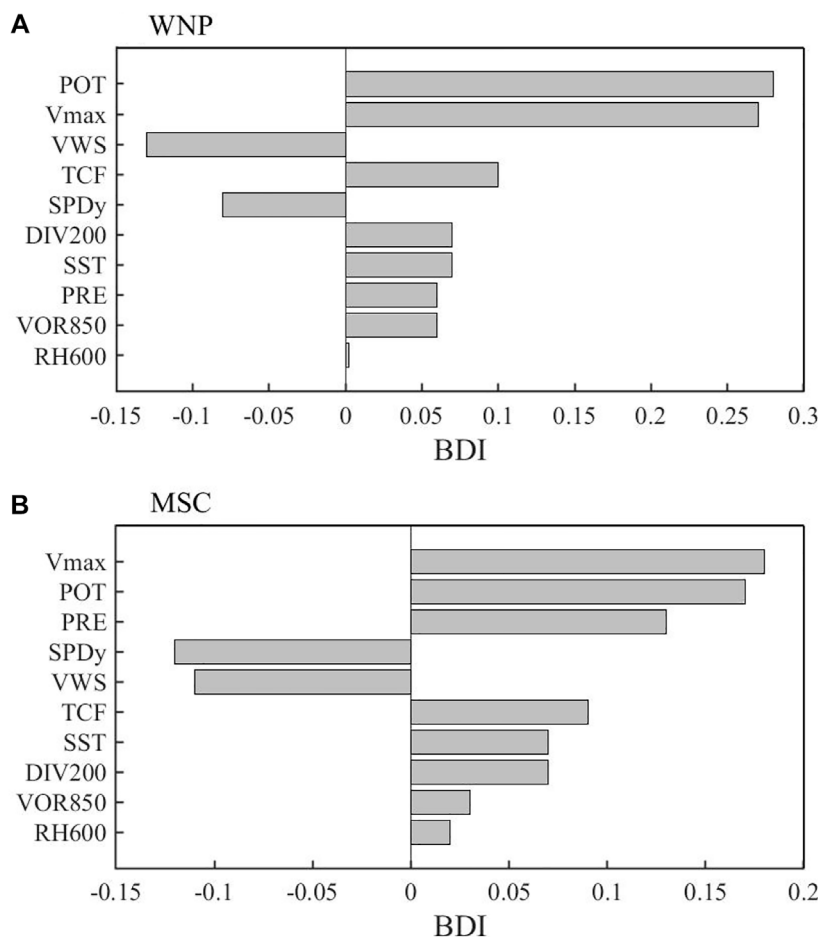 A WNP
POT
Vmax
VWS
TCF
SPDy
DIV200
SST
PRE
VOR850
RH600
-0.15 -0.1 -0.05 0 0.05 0.1 0.15 0.2 0.25 0.3
BDI
B MSC
Vmax
POT
PRE
SPDy
VWS
TCF
SST
DIV200
VOR850
RH600
-0.15 -0.1 -0.05 0 0.05 0.1 0.15 0.2
BDI